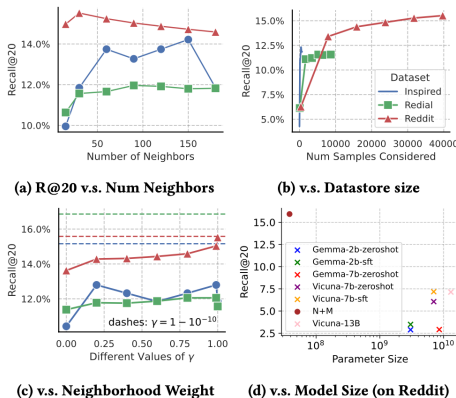 14.0%
12.0%
10.0%
Recall@20
50
100
150
Number of Neighbors
(a) R@20 v.s. Num Neighbors
15.0%
12.5%
10.0%
7.5%
5.0%
Recall@20
Dataset
Inspired
Redial
Reddit
0
10000
20000
30000
40000
Num Samples Considered
(b) v.s. Datastore size
16.0%
14.0%
12.0%
Recall@20
dashes: γ = 1 − 10⁻¹⁰
0.00
0.25
0.50
0.75
1.00
Different Values of γ
(c) v.s. Neighborhood Weight
15.0
12.5
10.0
7.5
5.0
2.5
Recall@20
Gemma-2b-zeroshot
Gemma-2b-sft
Gemma-7b-zeroshot
Vicuna-7b-zeroshot
Vicuna-7b-sft
N+M
Vicuna-13B
10⁸
10⁹
10¹⁰
Parameter Size
(d) v.s. Model Size (on Reddit)